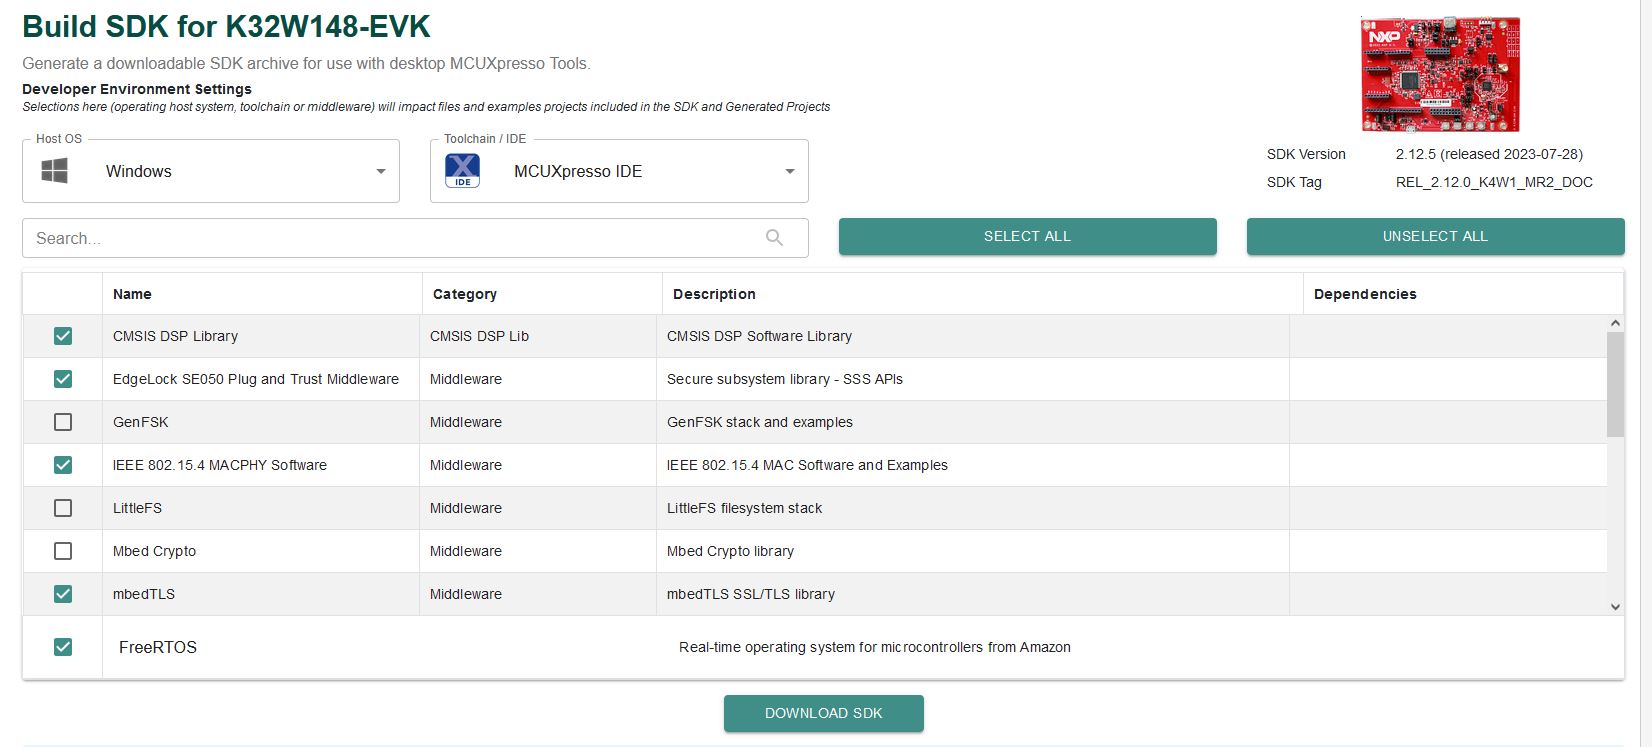 Build SDK for K32W148-EVK
Generate a downloadable SDK archive for use with desktop MCUXpresso Tools.
Developer Environment Settings
Selections here (operating host system, toolchain or middleware) will impact files and examples projects included in the SDK and Generated Projects
NXP
Host OS
Windows
Toolchain / IDE
X
IDE
MCUXpresso IDE
SDK Version 2.12.5 (released 2023-07-28)
SDK Tag REL_2.12.0_K4W1_MR2_DOC
Search...
SELECT ALL
UNSELECT ALL
Name Category Description Dependencies
CMSIS DSP Library CMSIS DSP Lib CMSIS DSP Software Library
EdgeLock SE050 Plug and Trust Middleware Middleware Secure subsystem library - SSS APIs
GenFSK Middleware GenFSK stack and examples
IEEE 802.15.4 MACPHY Software Middleware IEEE 802.15.4 MAC Software and Examples
LittleFS Middleware LittleFS filesystem stack
Mbed Crypto Middleware Mbed Crypto library
mbedTLS Middleware mbedTLS SSL/TLS library
FreeRTOS Real-time operating system for microcontrollers from Amazon
DOWNLOAD SDK